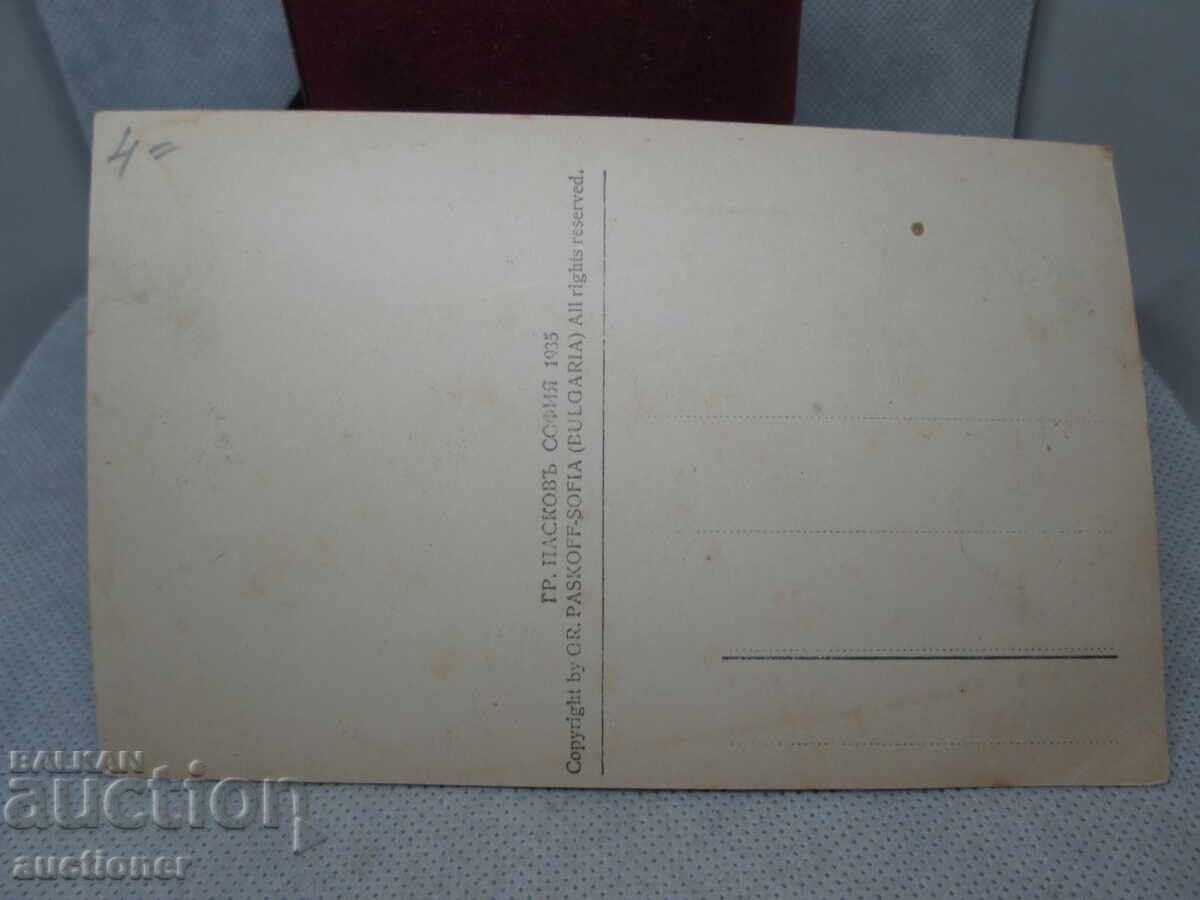 4=
ГР. ПАСКОВЪ СОФИЯ 1935
Copyright by GR. PASKOFF-SOFIA (BULGARIA) All rights reserved.
BALKAN
auction
auctioner